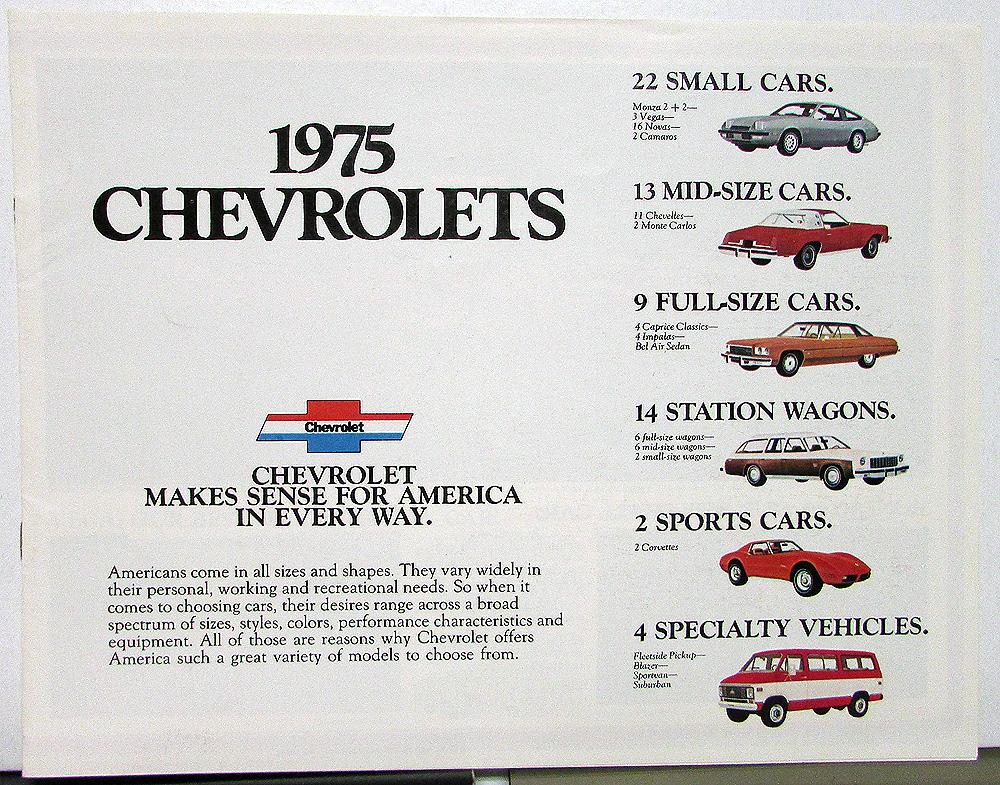 1975
CHEVROLETS
Chevrolet
CHEVROLET
MAKES SENSE FOR AMERICA
IN EVERY WAY.
Americans come in all sizes and shapes. They vary widely in
their personal, working and recreational needs. So when it
comes to choosing cars, their desires range across a broad
spectrum of sizes, styles, colors, performance characteristics and
equipment. All of those are reasons why Chevrolet offers
America such a great variety of models to choose from.
22 SMALL CARS.
Monza 2 + 2—
3 Vegas—
16 Novas—
2 Camaros
13 MID-SIZE CARS.
11 Chevelles—
2 Monte Carlos
9 FULL-SIZE CARS.
4 Caprice Classics—
4 Impalas—
Bel Air Sedan
14 STATION WAGONS.
6 full-size wagons—
6 mid-size wagons—
2 small-size wagons
2 SPORTS CARS.
2 Corvettes
4 SPECIALTY VEHICLES.
Fleetside Pickup—
Blazer—
Sportvan—
Suburban